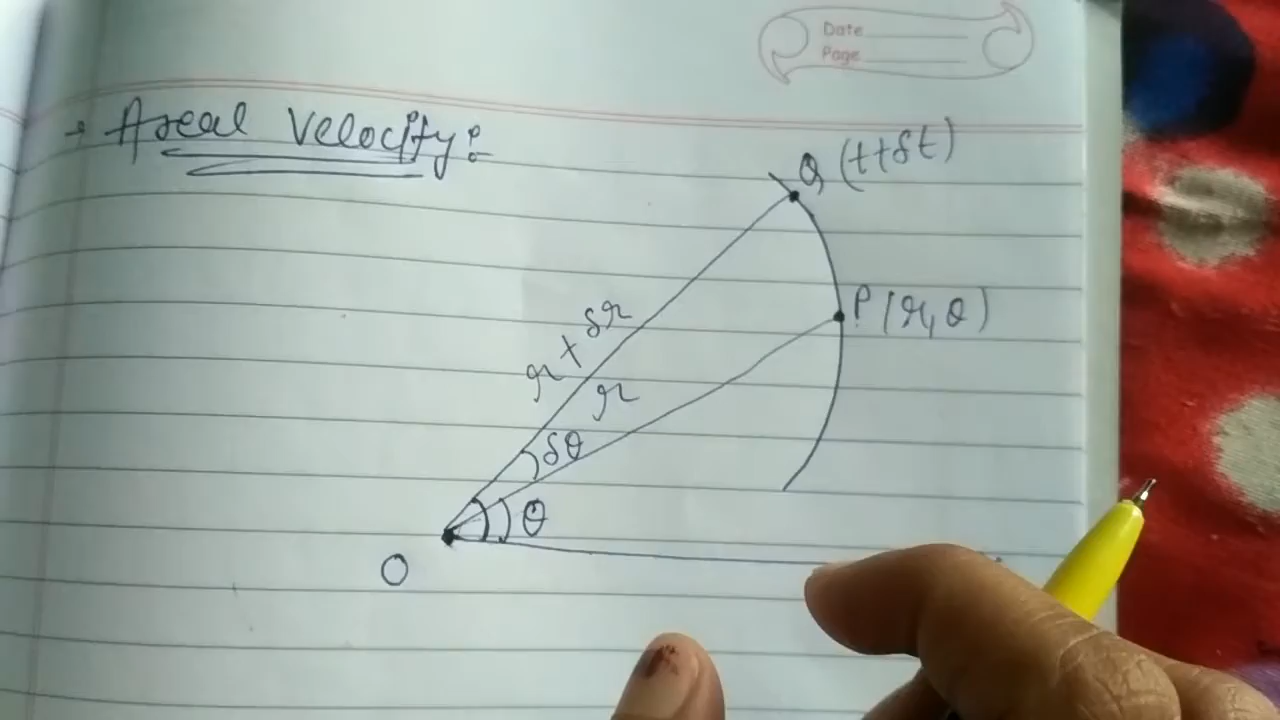 Date
Page
→ Areal Velocity :-
Q (t+δt)
P (r, θ)
r + δr
r
δθ
θ
O